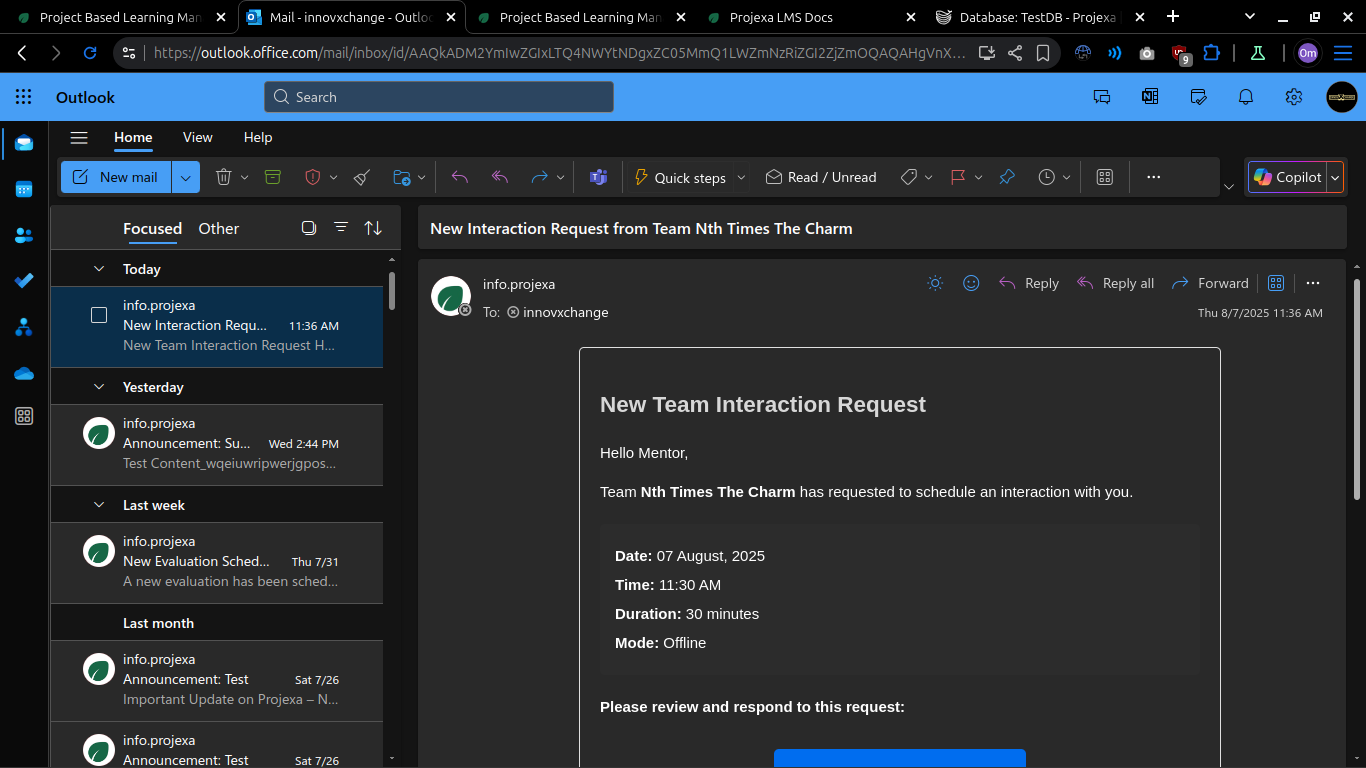 Project Based Learning Man
Mail - innovxchange - Outlo
Project Based Learning Man
Projexa LMS Docs
Database: TestDB - Projexa
https://outlook.office.com/mail/inbox/id/AAQkADM2YmIwZGIxLTQ4NWYtNDgxZC05MmQ1LWZmNzRiZGI2ZjZmOQAQAHgVnX...
9
Om
Outlook
Search
Home
View
Help
New mail
Quick steps
Read / Unread
Copilot
Focused
Other
Today
info.projexa
New Interaction Requ... 11:36 AM
New Team Interaction Request H...
Yesterday
info.projexa
Announcement: Su... Wed 2:44 PM
Test Content_wqeiuwripwerjgpos...
Last week
info.projexa
New Evaluation Sched... Thu 7/31
A new evaluation has been sched...
Last month
info.projexa
Announcement: Test Sat 7/26
Important Update on Projexa – N...
info.projexa
Announcement: Test Sat 7/26
New Interaction Request from Team Nth Times The Charm
info.projexa
Reply
Reply all
Forward
To: innovxchange
Thu 8/7/2025 11:36 AM
New Team Interaction Request
Hello Mentor,
Team Nth Times The Charm has requested to schedule an interaction with you.
Date: 07 August, 2025
Time: 11:30 AM
Duration: 30 minutes
Mode: Offline
Please review and respond to this request: